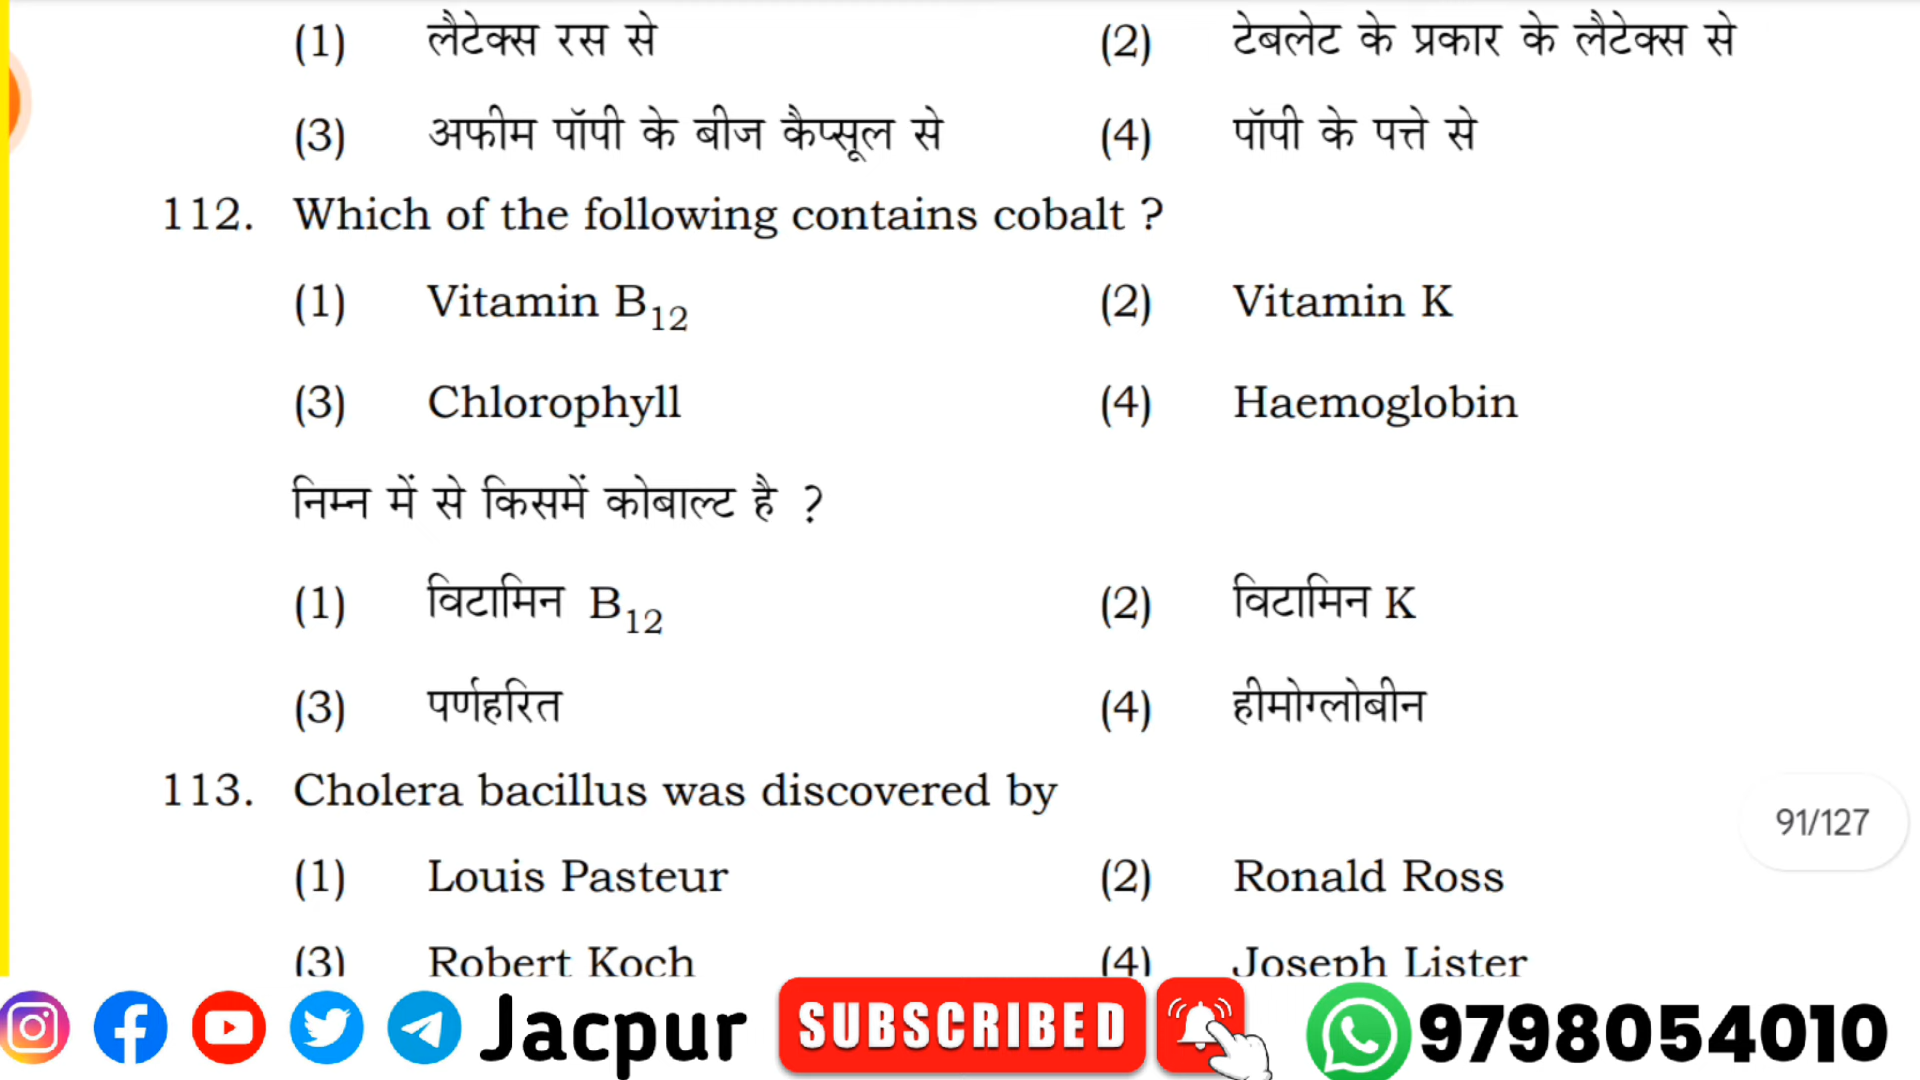 (1) लैटेक्स रस से (2) टेबलेट के प्रकार के लैटेक्स से
(3) अफीम पॉपी के बीज कैप्सूल से (4) पॉपी के पत्ते से
112. Which of the following contains cobalt ?
(1) Vitamin B12 (2) Vitamin K
(3) Chlorophyll (4) Haemoglobin
निम्न में से किसमें कोबाल्ट है ?
(1) विटामिन B12 (2) विटामिन K
(3) पर्णहरित (4) हीमोग्लोबीन
113. Cholera bacillus was discovered by
91/127
(1) Louis Pasteur (2) Ronald Ross
(3) Robert Koch (4) Joseph Lister
Jacpur SUBSCRIBED 9798054010